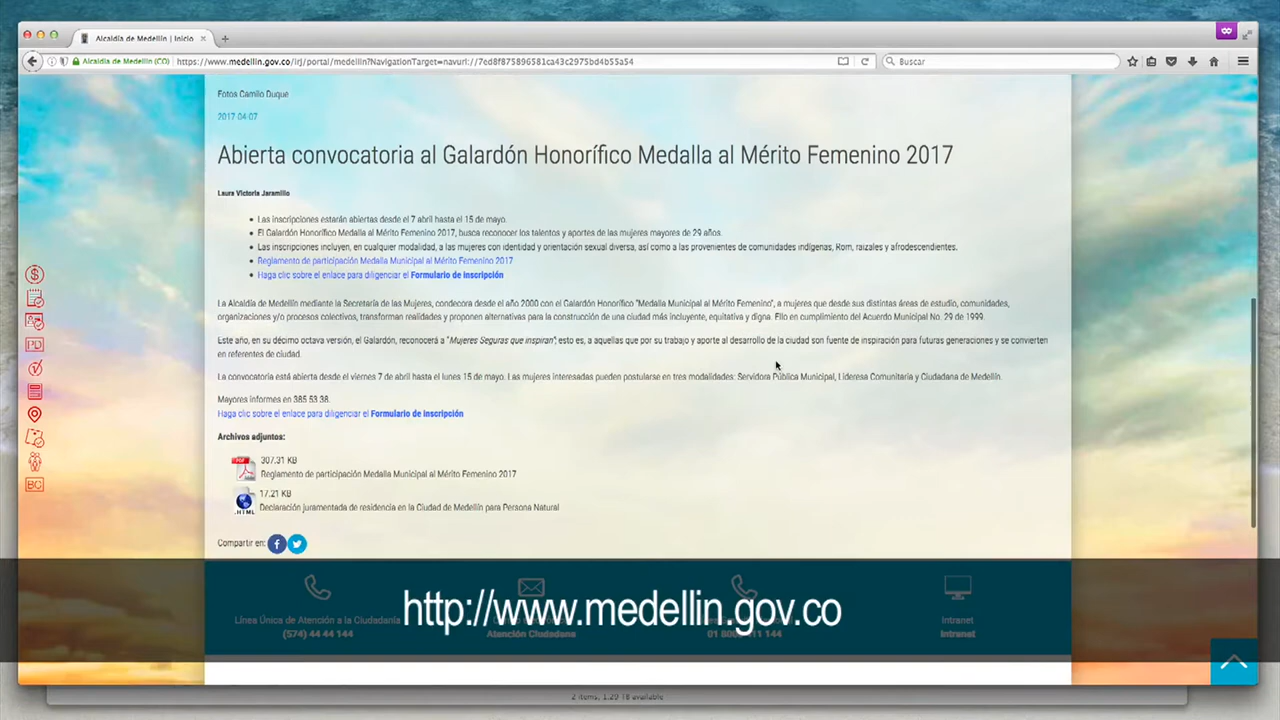 Alcaldía de Medellín | Inicio
Alcaldia de Medellin (CO)
https://www.medellin.gov.co/irj/portal/medellin?NavigationTarget=navurl://7ed8f875896581ca43c2975bd4b55a54
Buscar
Fotos Camilo Duque
2017-04-07
Abierta convocatoria al Galardón Honorífico Medalla al Mérito Femenino 2017
Laura Victoria Jaramillo
Las inscripciones estarán abiertas desde el 7 abril hasta el 15 de mayo.
El Galardón Honorífico Medalla al Mérito Femenino 2017, busca reconocer los talentos y aportes de las mujeres mayores de 29 años.
Las inscripciones incluyen, en cualquier modalidad, a las mujeres con identidad y orientación sexual diversa, así como a las provenientes de comunidades indígenas, Rom, raizales y afrodescendientes.
Reglamento de participación Medalla Municipal al Mérito Femenino 2017
Haga clic sobre el enlace para diligenciar el Formulario de inscripción
La Alcaldía de Medellín mediante la Secretaría de las Mujeres, condecora desde el año 2000 con el Galardón Honorífico "Medalla Municipal al Mérito Femenino", a mujeres que desde sus distintas áreas de estudio, comunidades,
organizaciones y/o procesos colectivos, transforman realidades y proponen alternativas para la construcción de una ciudad más incluyente, equitativa y digna. Ello en cumplimiento del Acuerdo Municipal No. 29 de 1999.
Este año, en su décimo octava versión, el Galardón, reconocerá a "Mujeres Seguras que inspiran"; esto es, a aquellas que por su trabajo y aporte al desarrollo de la ciudad son fuente de inspiración para futuras generaciones y se convierten
en referentes de ciudad.
La convocatoria está abierta desde el viernes 7 de abril hasta el lunes 15 de mayo. Las mujeres interesadas pueden postularse en tres modalidades: Servidora Pública Municipal, Lideresa Comunitaria y Ciudadana de Medellín.
Mayores informes en 385 53 38.
Haga clic sobre el enlace para diligenciar el Formulario de inscripción
Archivos adjuntos:
PDF
307.31 KB
Reglamento de participación Medalla Municipal al Mérito Femenino 2017
.HTML
17.21 KB
Declaración juramentada de residencia en la Ciudad de Medellín para Persona Natural
Compartir en:
PD
BC
http://www.medellin.gov.co
Línea Única de Atención a la Ciudadanía
(574) 44 44 144
Atención Ciudadana
Intranet
Intranet
2 items, 1.29 TB available